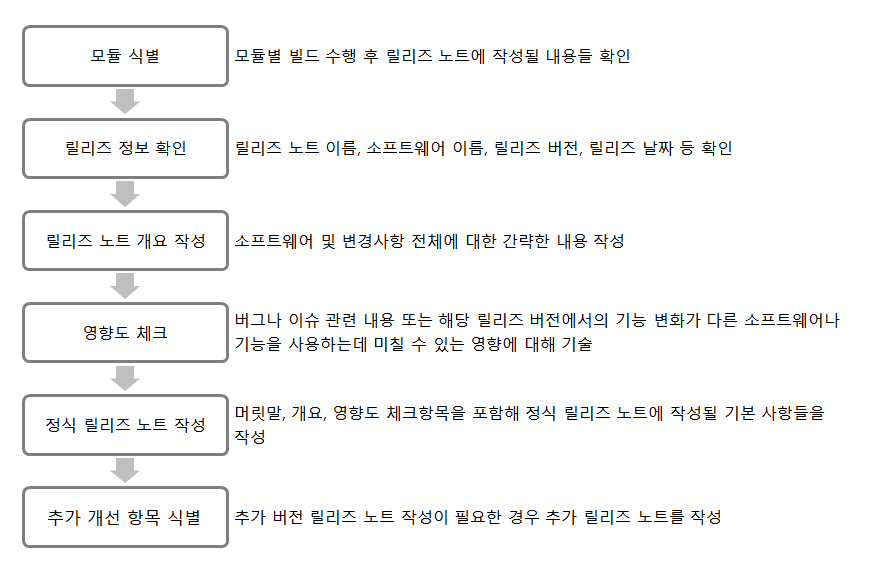 모듈 식별
모듈별 빌드 수행 후 릴리즈 노트에 작성될 내용들 확인
릴리즈 정보 확인
릴리즈 노트 이름, 소프트웨어 이름, 릴리즈 버전, 릴리즈 날짜 등 확인
릴리즈 노트 개요 작성
소프트웨어 및 변경사항 전체에 대한 간략한 내용 작성
영향도 체크
버그나 이슈 관련 내용 또는 해당 릴리즈 버전에서의 기능 변화가 다른 소프트웨어나
기능을 사용하는데 미칠 수 있는 영향에 대해 기술
정식 릴리즈 노트 작성
머릿말, 개요, 영향도 체크항목을 포함해 정식 릴리즈 노트에 작성될 기본 사항들을
작성
추가 개선 항목 식별
추가 버전 릴리즈 노트 작성이 필요한 경우 추가 릴리즈 노트를 작성